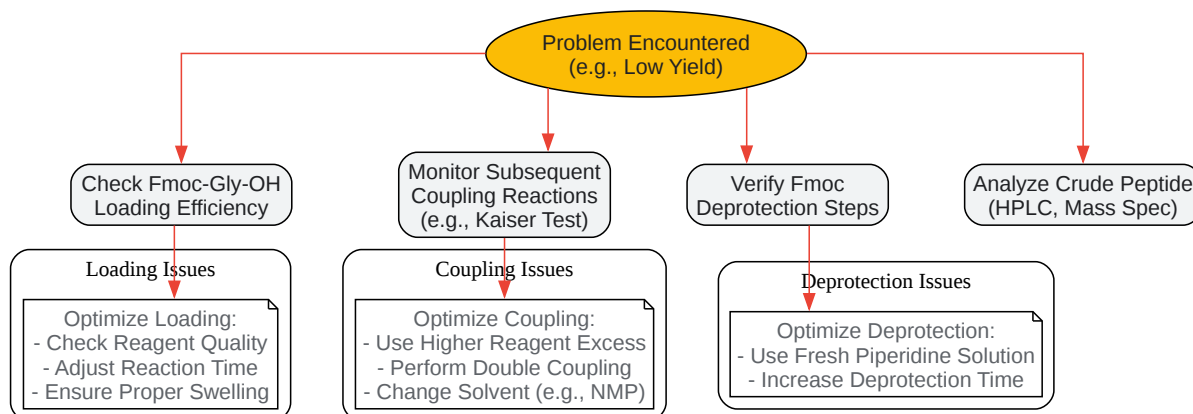 Problem Encountered
(e.g., Low Yield)
Check Fmoc-Gly-OH
Loading Efficiency
Monitor Subsequent
Coupling Reactions
(e.g., Kaiser Test)
Verify Fmoc
Deprotection Steps
Analyze Crude Peptide
(HPLC, Mass Spec)
Loading Issues
Optimize Loading:
- Check Reagent Quality
- Adjust Reaction Time
- Ensure Proper Swelling
Coupling Issues
Optimize Coupling:
- Use Higher Reagent Excess
- Perform Double Coupling
- Change Solvent (e.g., NMP)
Deprotection Issues
Optimize Deprotection:
- Use Fresh Piperidine Solution
- Increase Deprotection Time